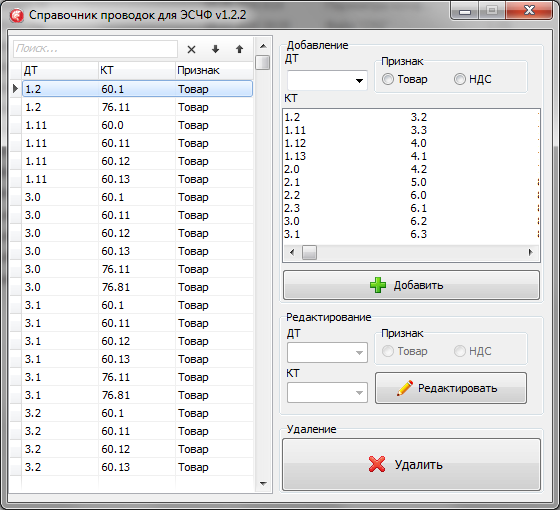 Справочник проводок для ЭСЧФ v1.2.2
Поиск...
ДТ КТ Признак
1.2 60.1 Товар
1.2 76.11 Товар
1.11 60.0 Товар
1.11 60.11 Товар
1.11 60.12 Товар
1.11 60.13 Товар
3.0 60.1 Товар
3.0 60.11 Товар
3.0 60.12 Товар
3.0 60.13 Товар
3.0 76.11 Товар
3.0 76.81 Товар
3.1 60.1 Товар
3.1 60.11 Товар
3.1 60.12 Товар
3.1 60.13 Товар
3.1 76.11 Товар
3.1 76.81 Товар
3.2 60.1 Товар
3.2 60.11 Товар
3.2 60.12 Товар
3.2 60.13 Товар
Добавление
ДТ
Признак
Товар НДС
КТ
1.2 3.2
1.11 3.3
1.12 4.0
1.13 4.1
2.0 4.2
2.1 5.0
2.2 6.0
2.3 6.1
3.0 6.2
3.1 6.3
Добавить
Редактирование
ДТ
Признак
Товар НДС
КТ
Редактировать
Удаление
Удалить